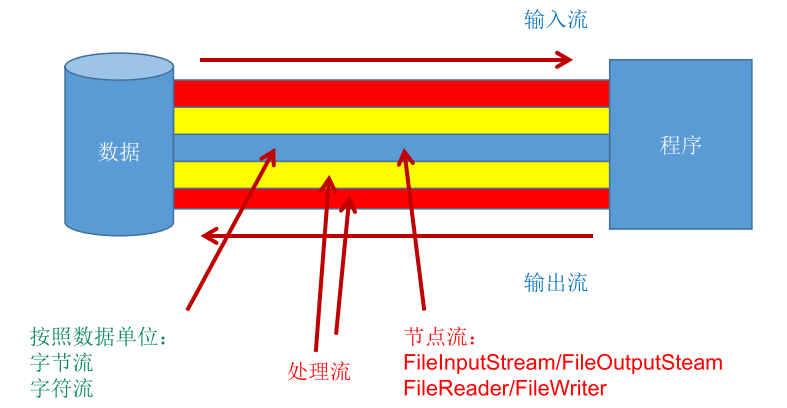 输入流
数据
程序
输出流
按照数据单位：
字节流
字符流
处理流
节点流：
FileInputStream/FileOutputSteam
FileReader/FileWriter